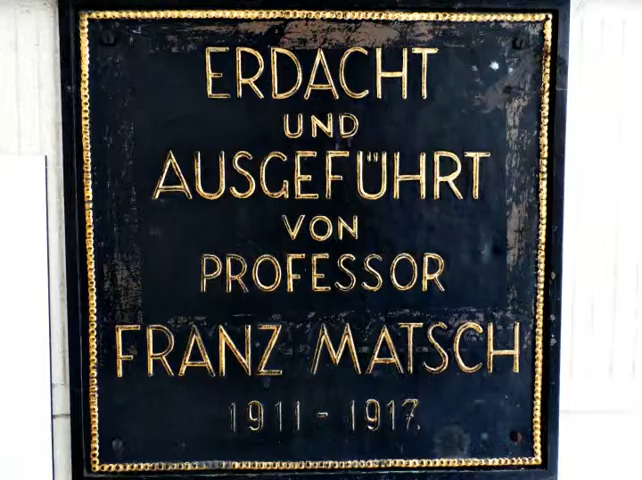 ERDACHT
UND
AUSGEFÜHRT
VON
PROFESSOR
FRANZ MATSCH
1911 - 1917.